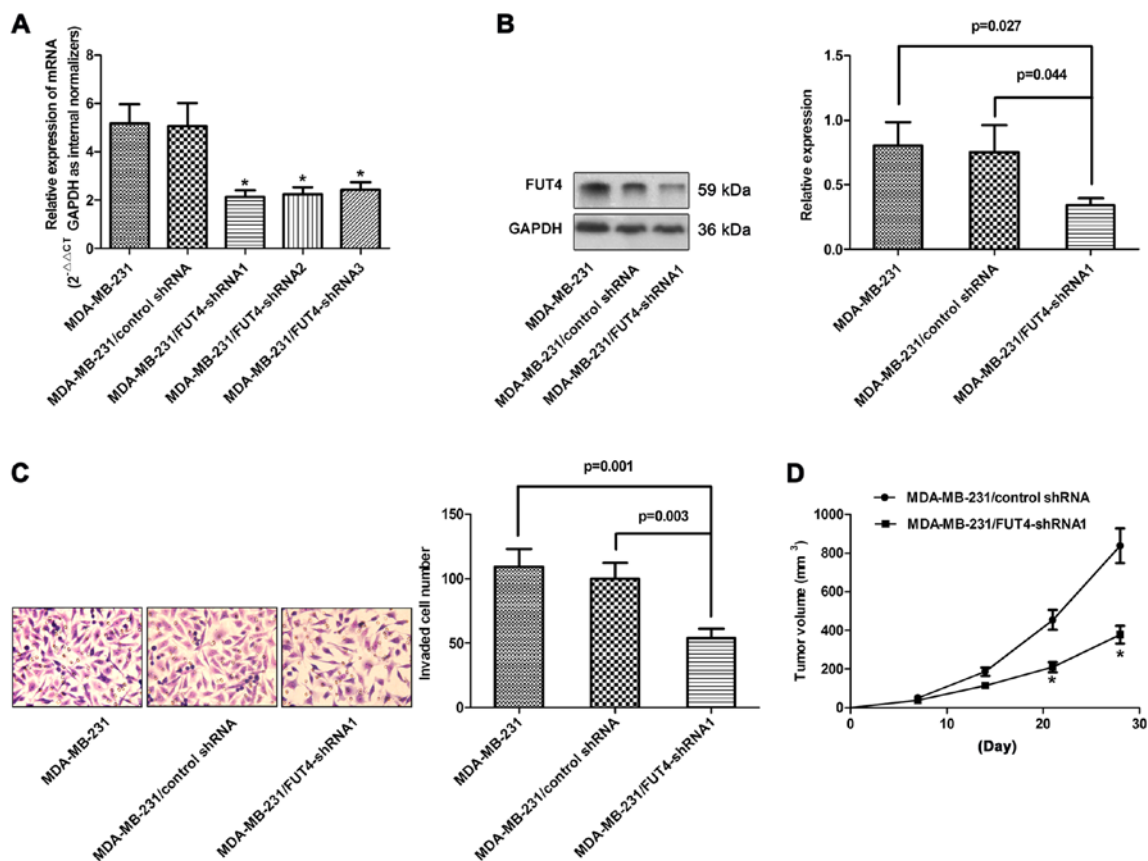 A
Relative expression of mRNA
(2-△△CT GAPDH as internal normalizers)
8
6
4
2
0
*
*
*
MDA-MB-231
MDA-MB-231/control shRNA
MDA-MB-231/FUT4-shRNA1
MDA-MB-231/FUT4-shRNA2
MDA-MB-231/FUT4-shRNA3
B
FUT4
59 kDa
GAPDH
36 kDa
MDA-MB-231
MDA-MB-231/control shRNA
MDA-MB-231/FUT4-shRNA1
p=0.027
p=0.044
Relative expression
1.5
1.0
0.5
0.0
MDA-MB-231
MDA-MB-231/control shRNA
MDA-MB-231/FUT4-shRNA1
C
MDA-MB-231
MDA-MB-231/control shRNA
MDA-MB-231/FUT4-shRNA1
p=0.001
p=0.003
Invaded cell number
150
100
50
0
MDA-MB-231
MDA-MB-231/control shRNA
MDA-MB-231/FUT4-shRNA1
D
MDA-MB-231/control shRNA
MDA-MB-231/FUT4-shRNA1
Tumor volume (mm 3)
1000
800
600
400
200
0
*
*
0
10
20
30
(Day)